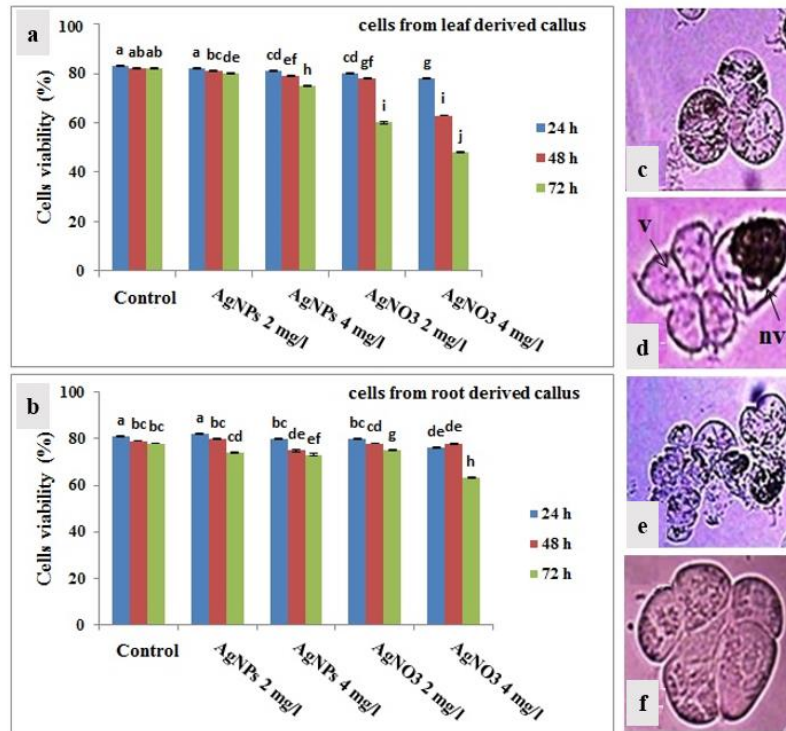 a
cells from leaf derived callus
Cells viability (%)
100
80
60
40
20
0
a ab ab
a bc de
cd ef h
cd gf i
g i j
24 h
48 h
72 h
Control
AgNPs 2 mg/l
AgNPs 4 mg/l
AgNO3 2 mg/l
AgNO3 4 mg/l
b
cells from root derived callus
Cells viability (%)
100
80
60
40
20
0
a bc bc
a bc cd
bc de ef
bc cd g
de de h
24 h
48 h
72 h
Control
AgNPs 2 mg/l
AgNPs 4 mg/l
AgNO3 2 mg/l
AgNO3 4 mg/l
c
v
nv
d
e
f